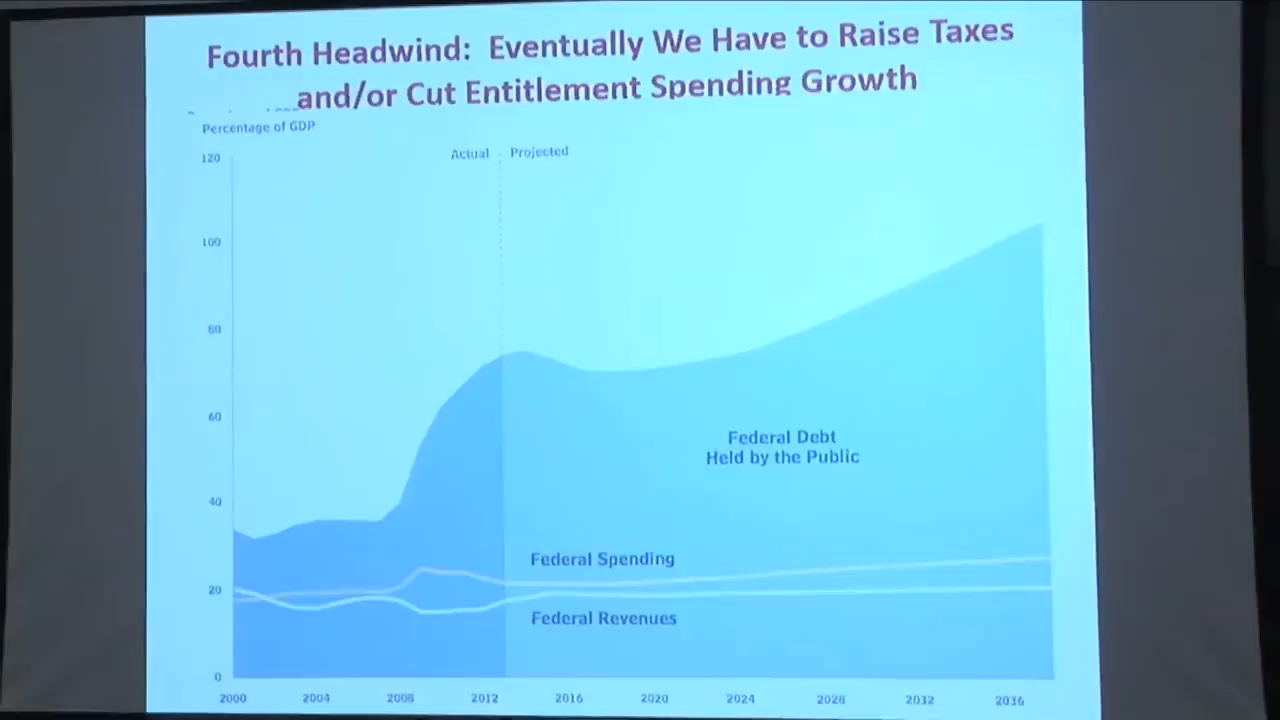 Fourth Headwind: Eventually We Have to Raise Taxes
and/or Cut Entitlement Spending Growth
Percentage of GDP
120
Actual
Projected
100
80
60
Federal Debt
Held by the Public
40
Federal Spending
20
Federal Revenues
0
2000 2004 2008 2012 2016 2020 2024 2028 2032 2036